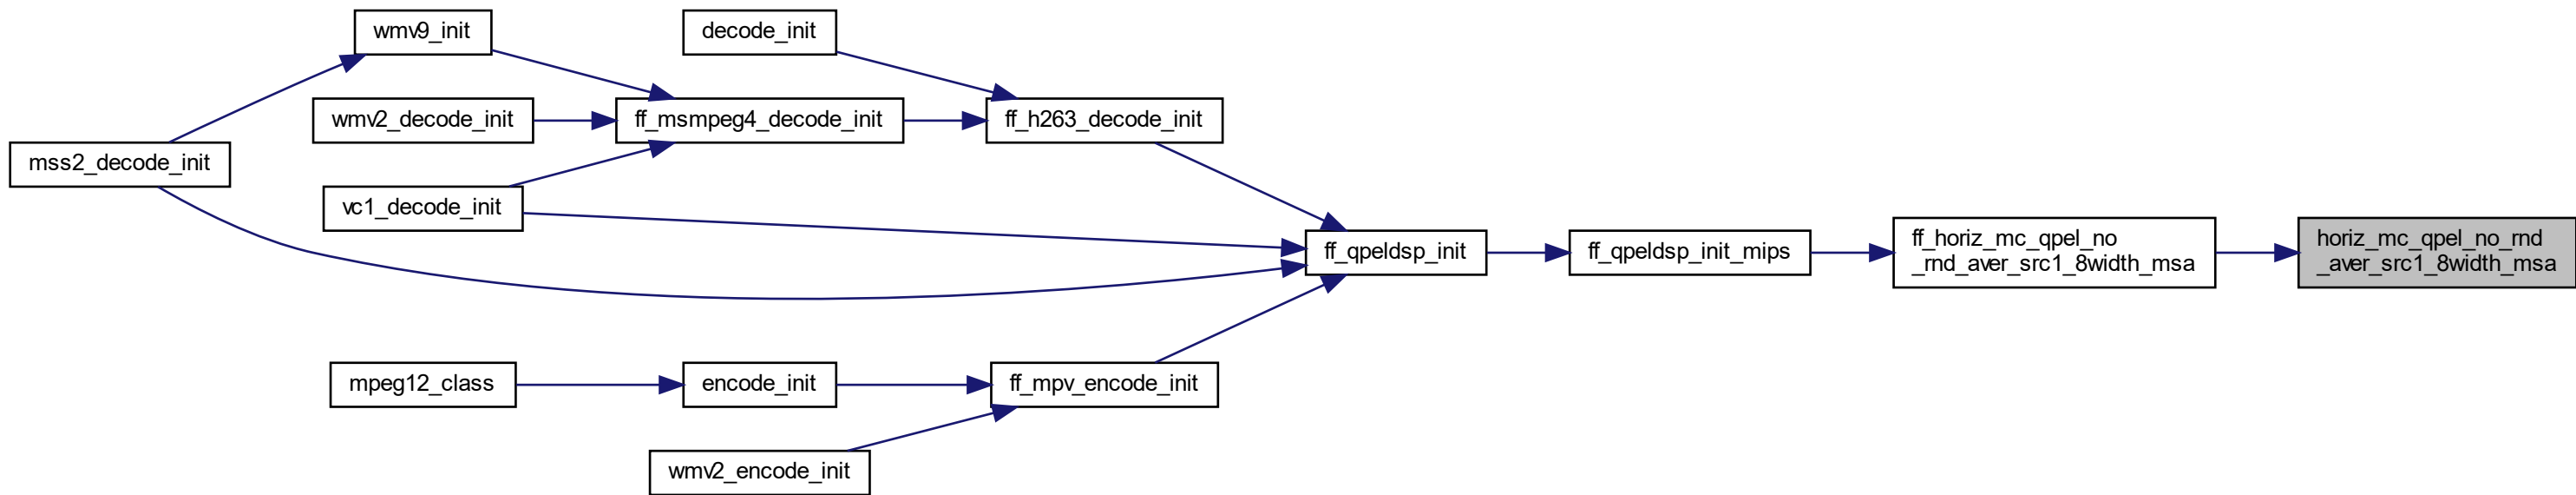 wmv9_init
decode_init
wmv2_decode_init
ff_msmpeg4_decode_init
ff_h263_decode_init
mss2_decode_init
vc1_decode_init
ff_qpeldsp_init
ff_qpeldsp_init_mips
ff_horiz_mc_qpel_no
_rnd_aver_src1_8width_msa
horiz_mc_qpel_no_rnd
_aver_src1_8width_msa
mpeg12_class
encode_init
ff_mpv_encode_init
wmv2_encode_init